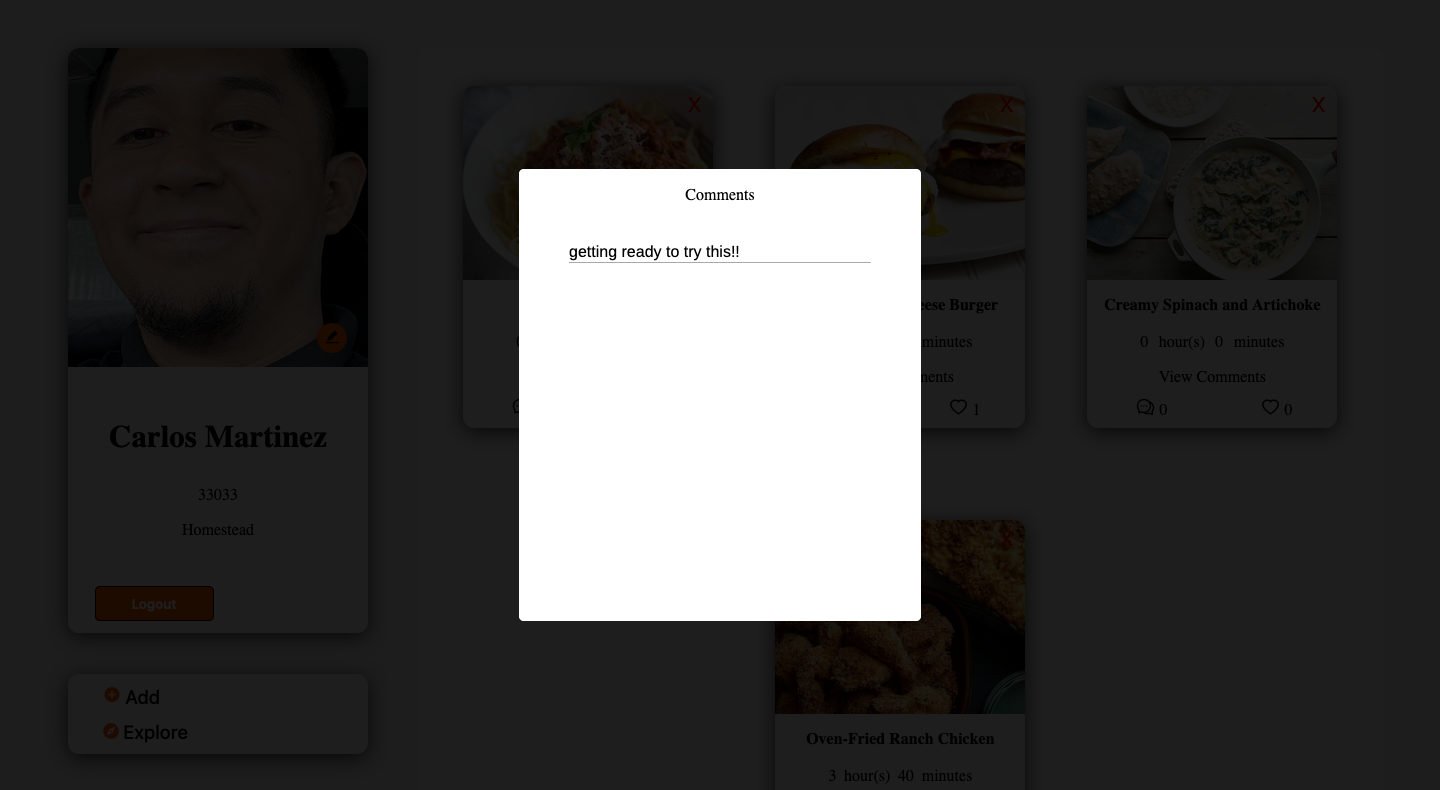 X
X
X
Comments
getting ready to try this!!
eese Burger
Creamy Spinach and Artichoke
minutes
0 hour(s) 0 minutes
ments
View Comments
1
0
0
Carlos Martinez
33033
Homestead
Logout
X
Add
Explore
Oven-Fried Ranch Chicken
3 hour(s) 40 minutes